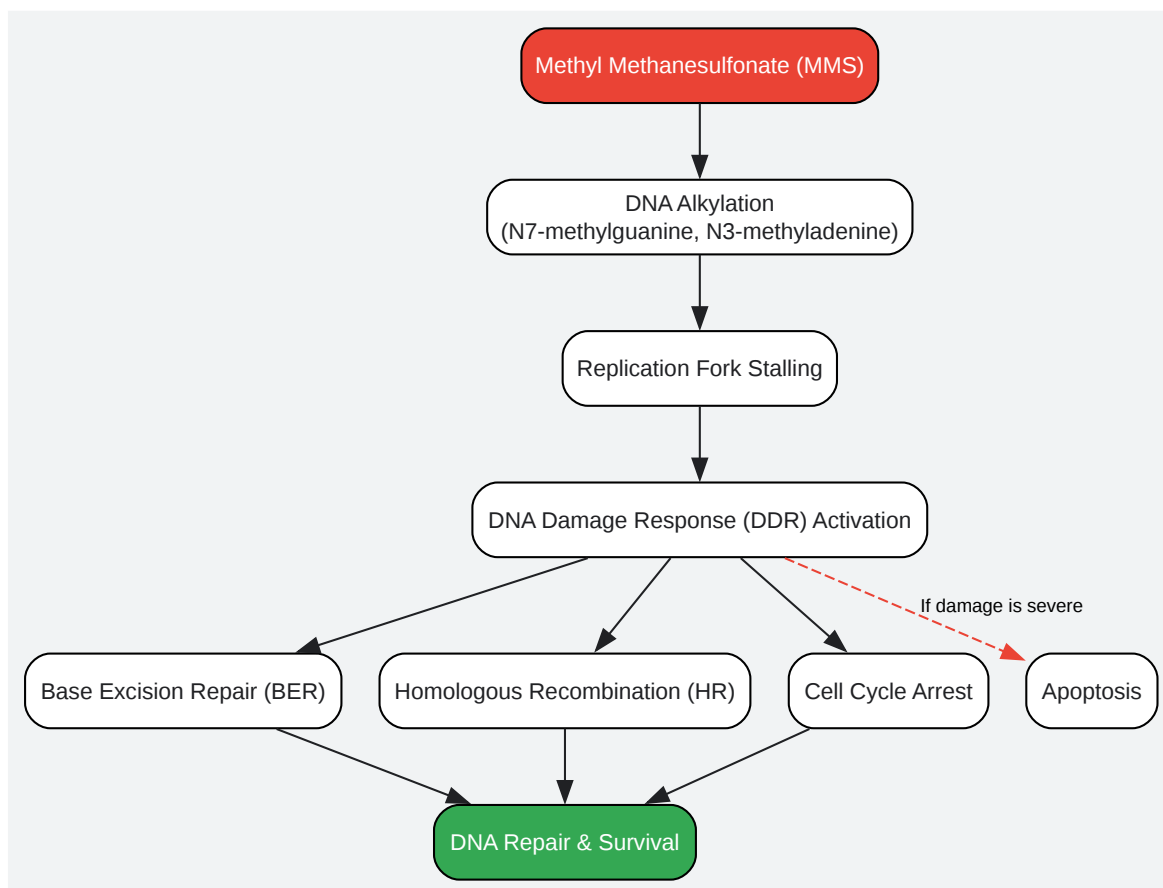 Methyl Methanesulfonate (MMS)
DNA Alkylation
(N7-methylguanine, N3-methyladenine)
Replication Fork Stalling
DNA Damage Response (DDR) Activation
If damage is severe
Base Excision Repair (BER)
Homologous Recombination (HR)
Cell Cycle Arrest
Apoptosis
DNA Repair & Survival